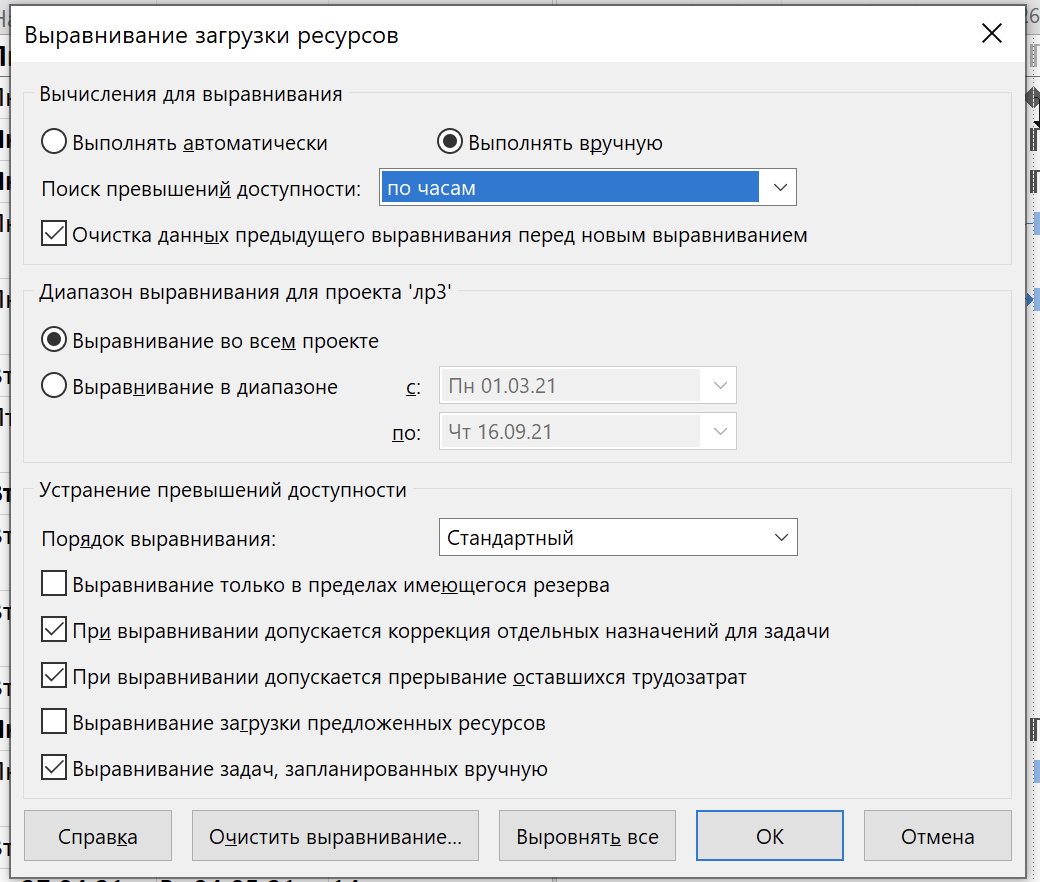 Выравнивание загрузки ресурсов
Вычисления для выравнивания
Выполнять автоматически Выполнять вручную
Поиск превышений доступности: по часам
Очистка данных предыдущего выравнивания перед новым выравниванием
Диапазон выравнивания для проекта 'лр3'
Выравнивание во всем проекте
Выравнивание в диапазоне с: Пн 01.03.21
по: Чт 16.09.21
Устранение превышений доступности
Порядок выравнивания: Стандартный
Выравнивание только в пределах имеющегося резерва
При выравнивании допускается коррекция отдельных назначений для задачи
При выравнивании допускается прерывание оставшихся трудозатрат
Выравнивание загрузки предложенных ресурсов
Выравнивание задач, запланированных вручную
Справка Очистить выравнивание... Выровнять все ОК Отмена